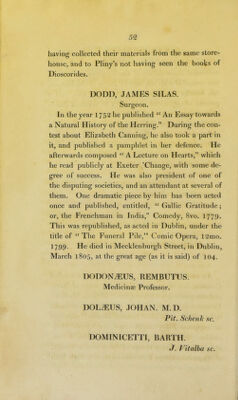 52
having collected their materials from the same store-
house, and to Pliny's not having seen the books of
Dioscorides.
DODD, JAMES SILAS.
Surgeon.
In the year 1752 he published "An Essay towards
a Natural History of the Herring." During the con-
test about Elizabeth Canning, he also took a part in
it, and published a pamphlet in her defence. He
afterwards composed "A Lecture on Hearts," which
he read publicly at Exeter 'Change, with some de-
gree of success. He was also president of one of
the disputing societies, and an attendant at several of
them. One dramatic piece by him has been acted
once and published, entitled, "Gallic Gratitude;
or, the Frenchman in India," Comedy, 8vo. 1779.
This was republished, as acted in Dublin, under the
title of "The Funeral Pile," Comic Opera, 12mo.
1799. He died in Mecklenburgh Street, in Dublin,
March 1805, at the great age (as it is said) of 104.
DODONÆUS, REMBUTUS.
Medicinæ Professor.
DOLÆUS, JOHAN. M. D.
Pit. Schenk sc.
DOMINICETTI, BARTH.
J. Vitalba sc.